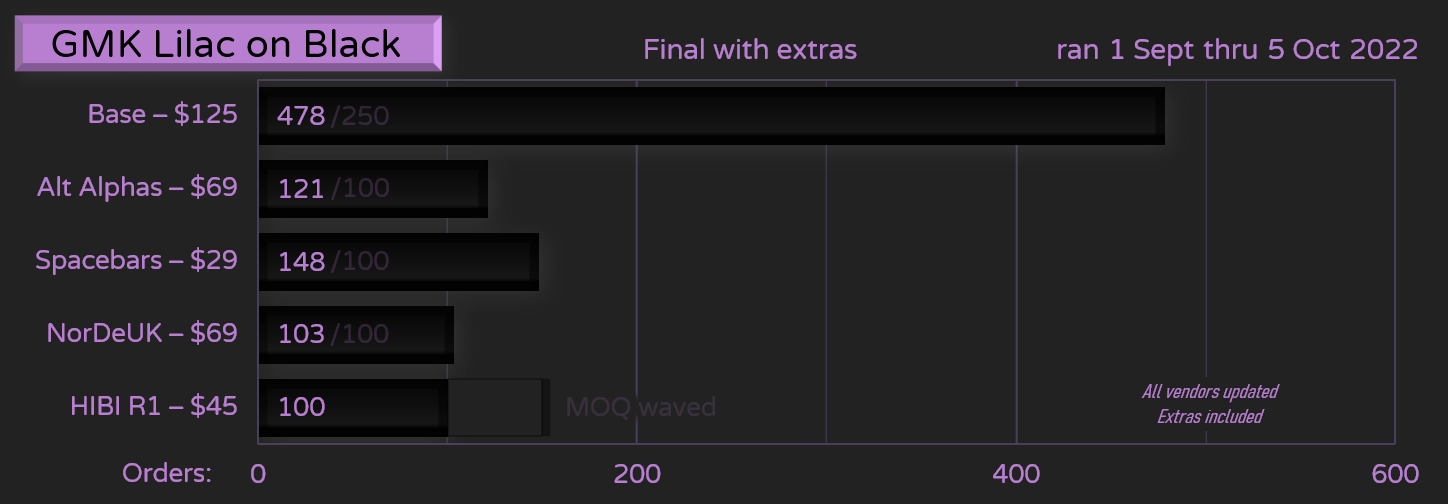 GMK Lilac on Black
Final with extras
ran 1 Sept thru 5 Oct 2022
Base – $125
478 /250
Alt Alphas – $69
121 /100
Spacebars – $29
148 /100
NorDeUK – $69
103 /100
HIBI R1 – $45
100
MOQ waved
All vendors updated
Extras included
Orders: 0 200 400 600